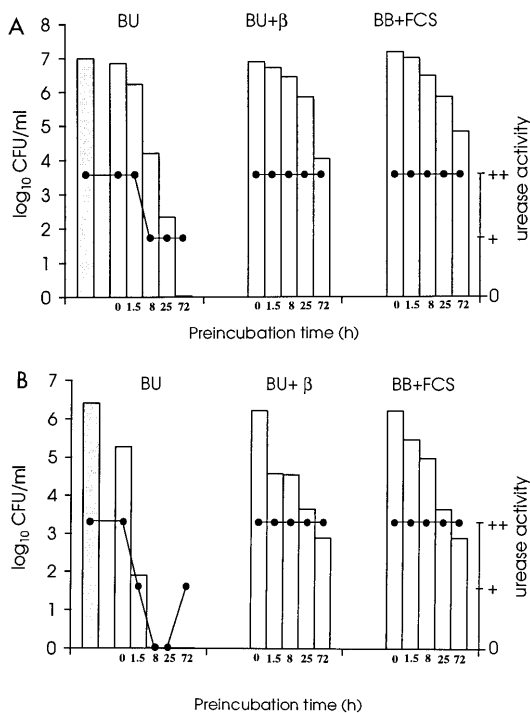 A
BU
BU+β
BB+FCS
8
7
6
5
4
3
2
1
0
log10 CFU/ml
++
+
0
urease activity
0 1.5 8 25 72
0 1.5 8 25 72
0 1.5 8 25 72
Preincubation time (h)
B
BU
BU+ β
BB+FCS
7
6
5
4
3
2
1
0
log10 CFU/ml
++
+
0
urease activity
0 1.5 8 25 72
0 1.5 8 25 72
0 1.5 8 25 72
Preincubation time (h)